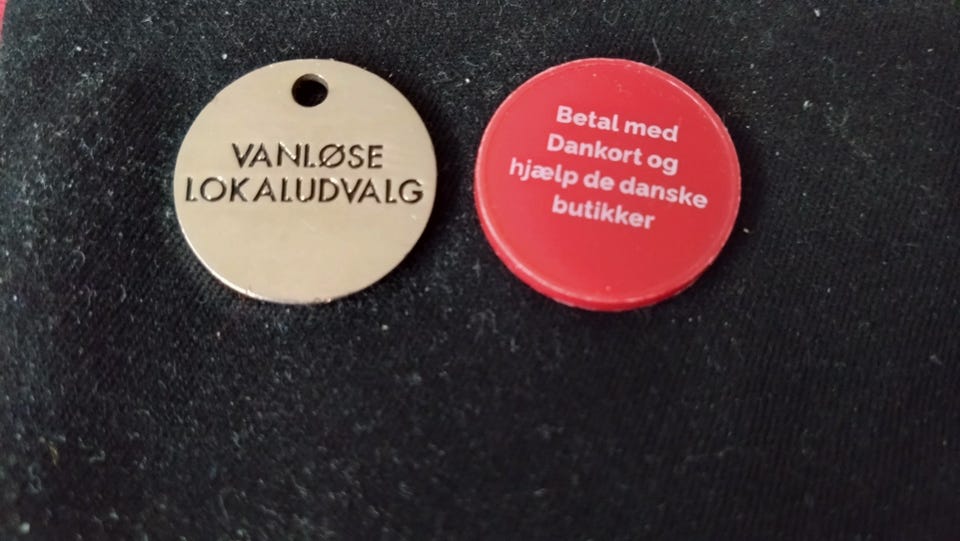 VANLØSE
LOKALUDVALG
Betal med
Dankort og
hjælp de danske
butikker